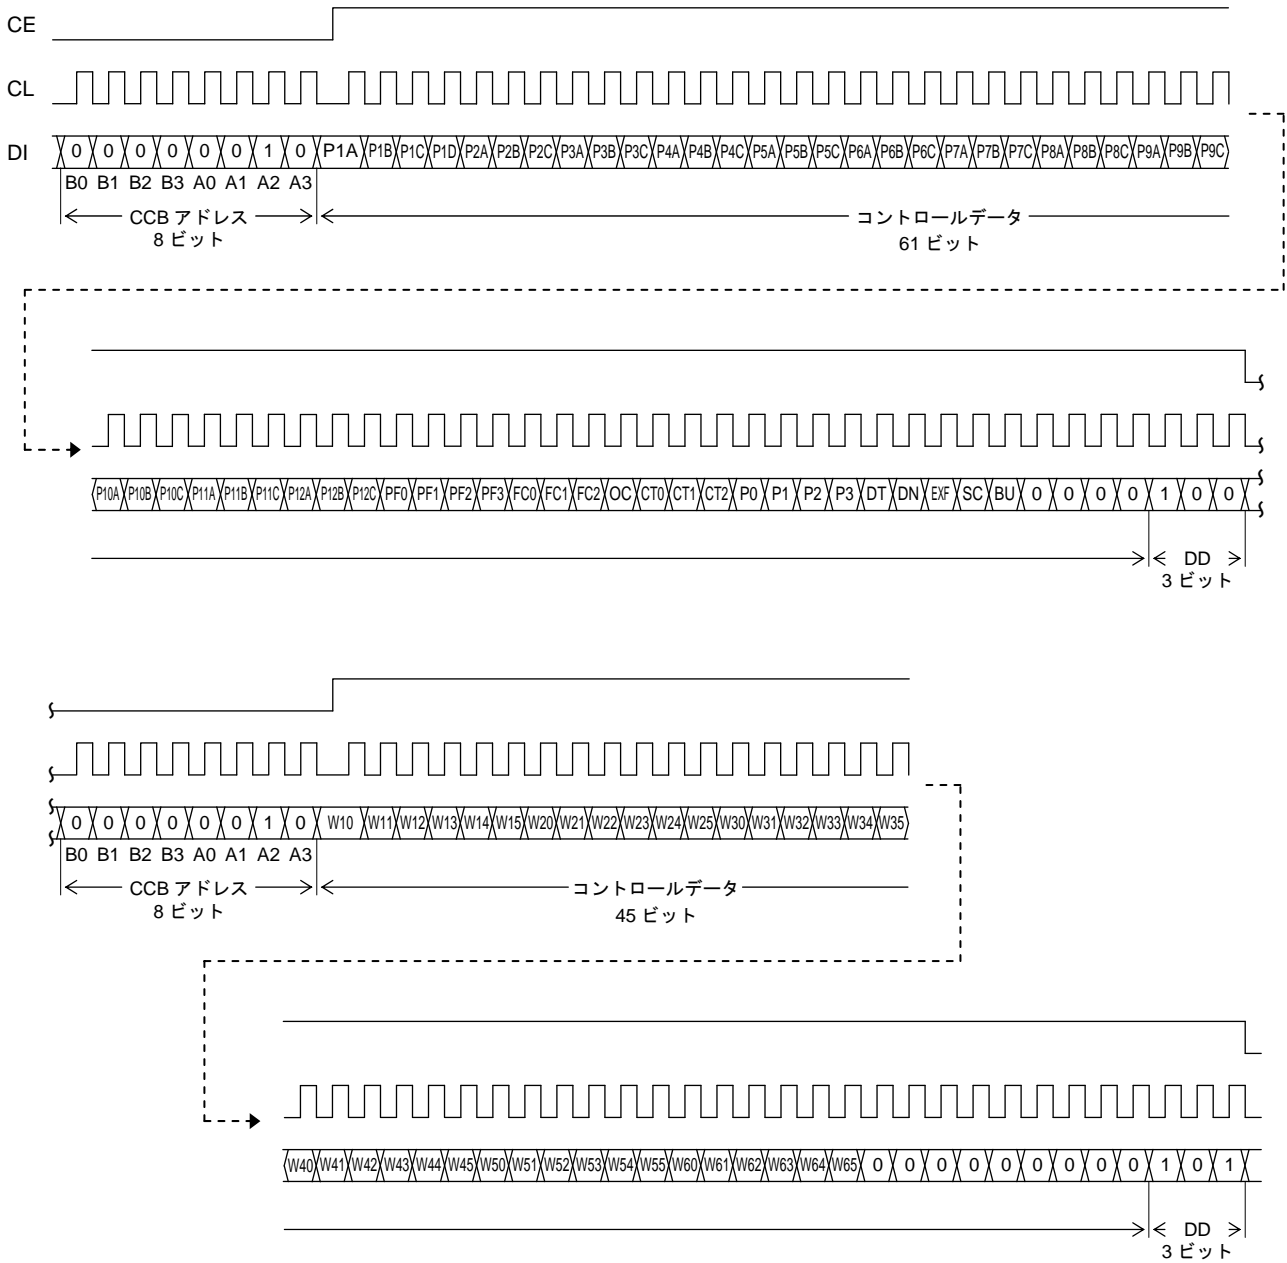 CE
CL
DI 0 0 0 0 0 0 1 0 P1A P1B P1C P1D P2A P2B P2C P3A P3B P3C P4A P4B P4C P5A P5B P5C P6A P6B P6C P7A P7B P7C P8A P8B P8C P9A P9B P9C
B0 B1 B2 B3 A0 A1 A2 A3
CCB アドレス コントロールデータ
8 ビット 61 ビット
P10A P10B P10C P11A P11B P11C P12A P12B P12C PF0 PF1 PF2 PF3 FC0 FC1 FC2 OC CT0 CT1 CT2 P0 P1 P2 P3 DT DN EXF SC BU 0 0 0 0 1 0 0
DD
3 ビット
0 0 0 0 0 0 1 0 W10 W11 W12 W13 W14 W15 W20 W21 W22 W23 W24 W25 W30 W31 W32 W33 W34 W35
B0 B1 B2 B3 A0 A1 A2 A3
CCB アドレス コントロールデータ
8 ビット 45 ビット
W40 W41 W42 W43 W44 W45 W50 W51 W52 W53 W54 W55 W60 W61 W62 W63 W64 W65 0 0 0 0 0 0 0 0 0 1 0 1
DD
3 ビット